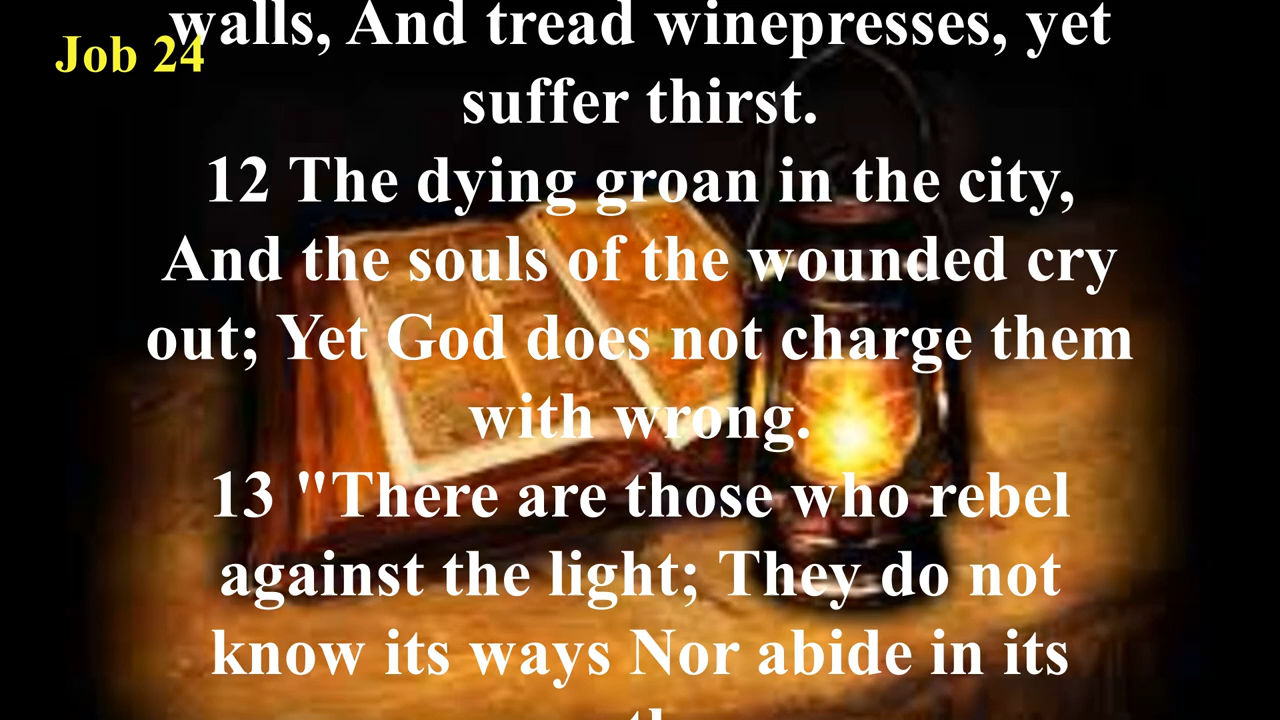 walls, And tread winepresses, yet
Job 24
suffer thirst.
12 The dying groan in the city,
And the souls of the wounded cry
out; Yet God does not charge them
with wrong.
13 "There are those who rebel
against the light; They do not
know its ways Nor abide in its